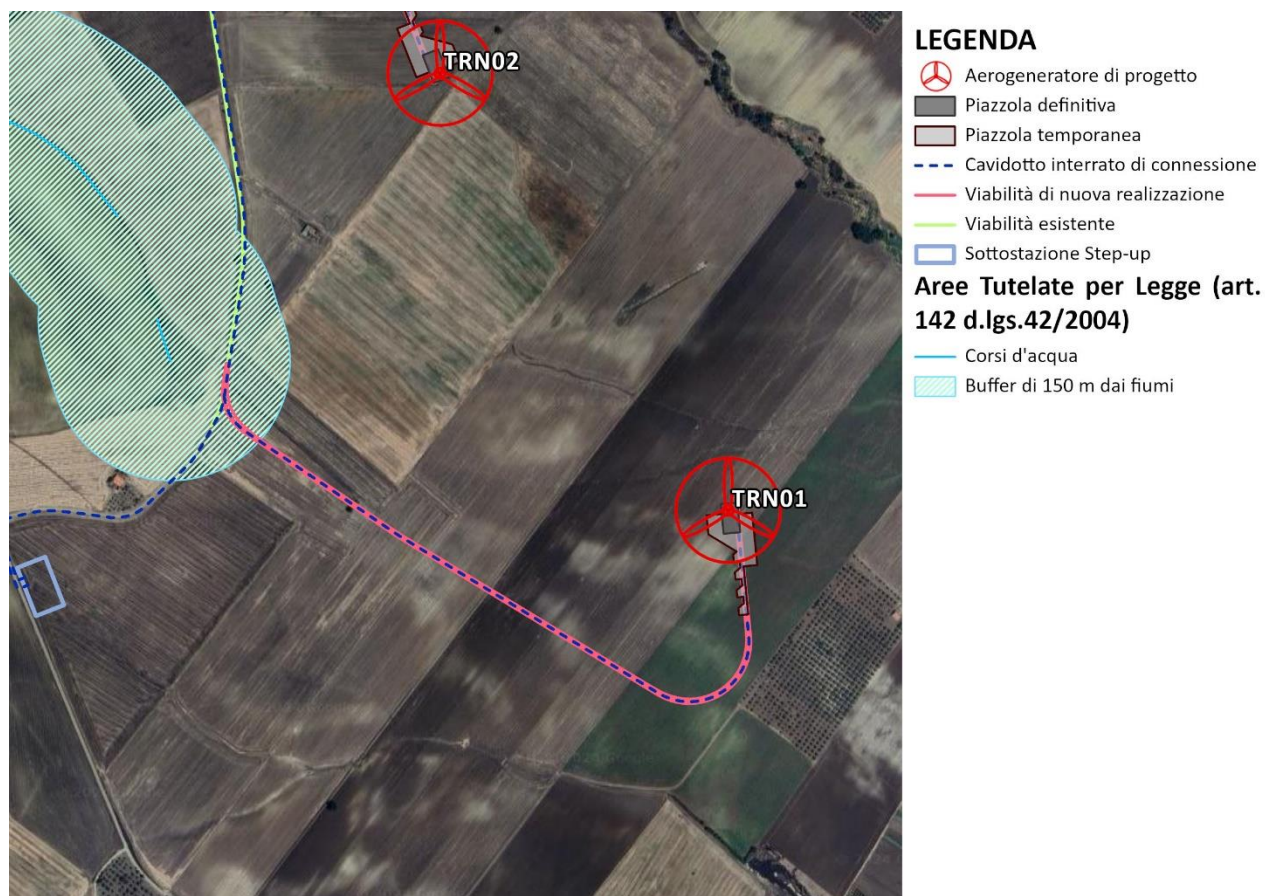 TRN02
TRN01
LEGENDA
Aerogeneratore di progetto
Piazzola definitiva
Piazzola temporanea
Cavidotto interrato di connessione
Viabilità di nuova realizzazione
Viabilità esistente
Sottostazione Step-up
Aree Tutelate per Legge (art.
142 d.lgs.42/2004)
Corsi d'acqua
Buffer di 150 m dai fiumi